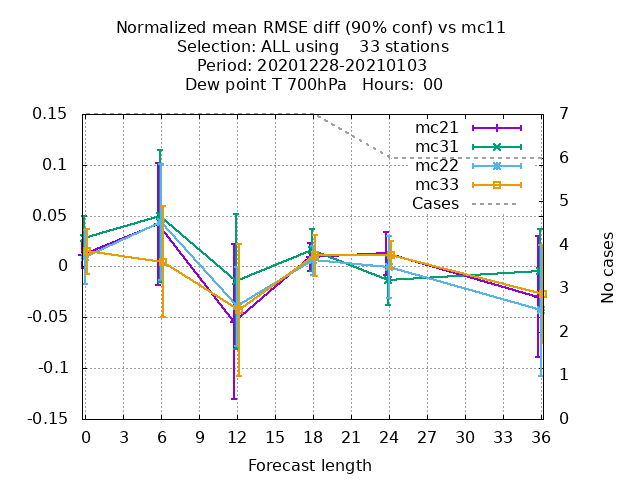 Normalized mean RMSE diff (90% conf) vs mc11
Selection: ALL using    33 stations
Period: 20201228-20210103
Dew point T 700hPa   Hours:  00
0.15
0.1
0.05
0
-0.05
-0.1
-0.15
7
6
5
4
3
2
1
0
mc21
mc31
mc22
mc33
Cases
No cases
0 3 6 9 12 15 18 21 24 27 30 33 36
Forecast length